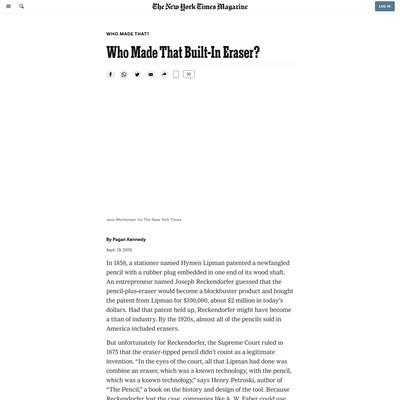 The New York Times Magazine
LOG IN
WHO MADE THAT?
Who Made That Built-In Eraser?
Jens Mortensen for The New York Times
By Pagan Kennedy
Sept. 13, 2013
In 1858, a stationer named Hymen Lipman patented a newfangled
pencil with a rubber plug embedded in one end of its wood shaft.
An entrepreneur named Joseph Reckendorfer guessed that the
pencil-plus-eraser would become a blockbuster product and bought
the patent from Lipman for $100,000, about $2 million in today’s
dollars. Had that patent held up, Reckendorfer might have become
a titan of industry. By the 1920s, almost all of the pencils sold in
America included erasers.
But unfortunately for Reckendorfer, the Supreme Court ruled in
1875 that the eraser-tipped pencil didn’t count as a legitimate
invention. “In the eyes of the court, all that Lipman had done was
combine an eraser, which was a known technology, with the pencil,
which was a known technology,” says Henry Petroski, author of
“The Pencil,” a book on the history and design of the tool. Because
Reckendorfer lost the case, companies like A. W. Faber could use